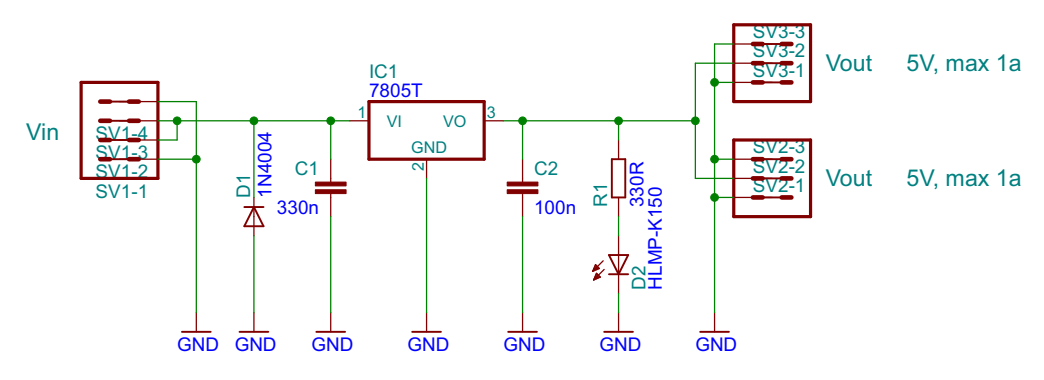 Vin
SV1-4
SV1-3
SV1-2
SV1-1
D1
1N4004
C1
330n
IC1
7805T
1
VI
VO
3
GND
2
C2
100n
R1
330R
D2
HLMP-K150
SV3-3
SV3-2
SV3-1
Vout 5V, max 1a
SV2-3
SV2-2
SV2-1
Vout 5V, max 1a
GND
GND
GND
GND
GND
GND
GND